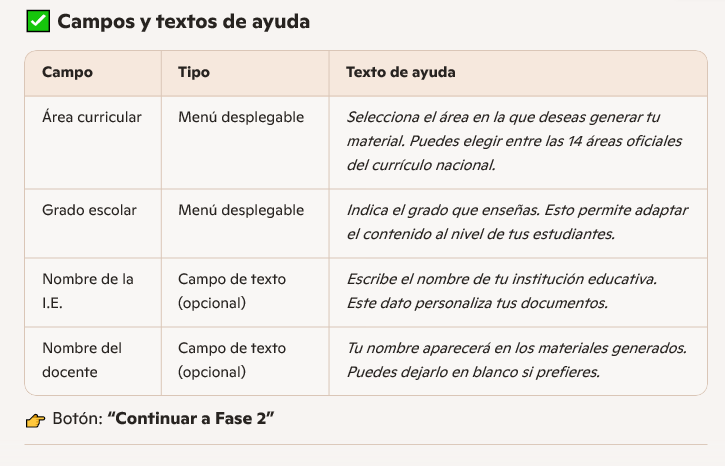 ✅ Campos y textos de ayuda
Campo Tipo Texto de ayuda
Área curricular Menú desplegable Selecciona el área en la que deseas generar tu
material. Puedes elegir entre las 14 áreas oficiales
del currículo nacional.
Grado escolar Menú desplegable Indica el grado que enseñas. Esto permite adaptar
el contenido al nivel de tus estudiantes.
Nombre de la Campo de texto Escribe el nombre de tu institución educativa.
I.E. (opcional) Este dato personaliza tus documentos.
Nombre del Campo de texto Tu nombre aparecerá en los materiales generados.
docente (opcional) Puedes dejarlo en blanco si prefieres.
👉 Botón: “Continuar a Fase 2”